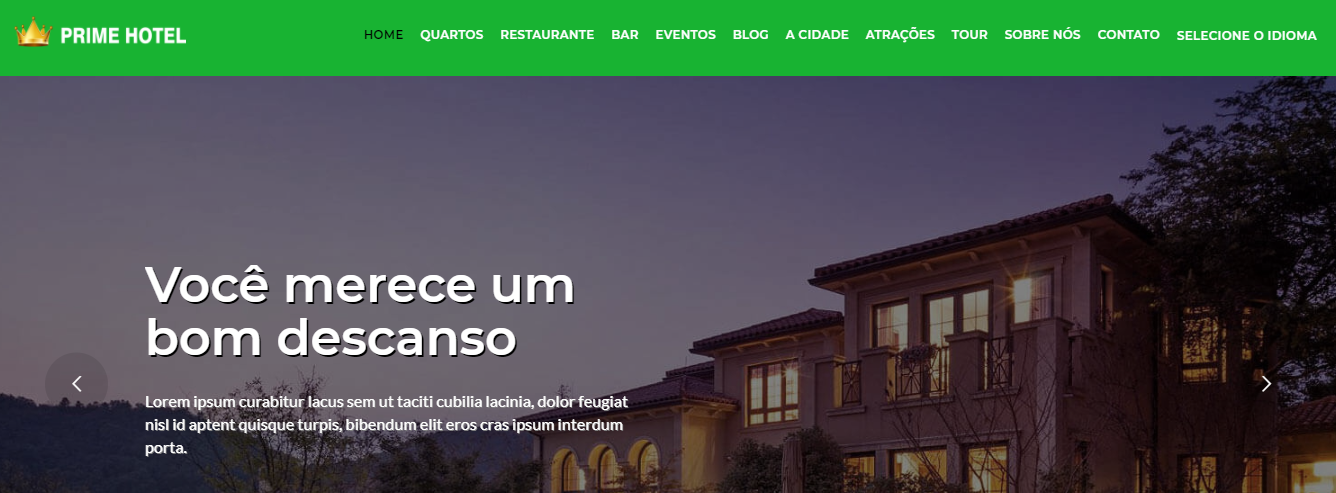 PRIME HOTEL
HOME QUARTOS RESTAURANTE BAR EVENTOS BLOG A CIDADE ATRAÇÕES TOUR SOBRE NÓS CONTATO SELECIONE O IDIOMA
Você merece um
bom descanso
Lorem ipsum curabitur lacus sem ut taciti cubilia lacinia, dolor feugiat
nisl id aptent quisque turpis, bibendum elit eros cras ipsum interdum
porta.